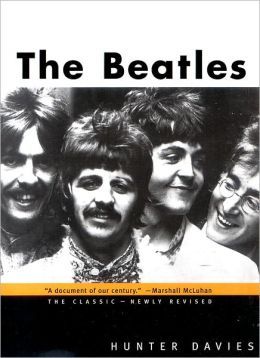 The Beatles
"A document of our century." —Marshall McLuhan
THE CLASSIC — NEWLY REVISED
HUNTER DAVIES